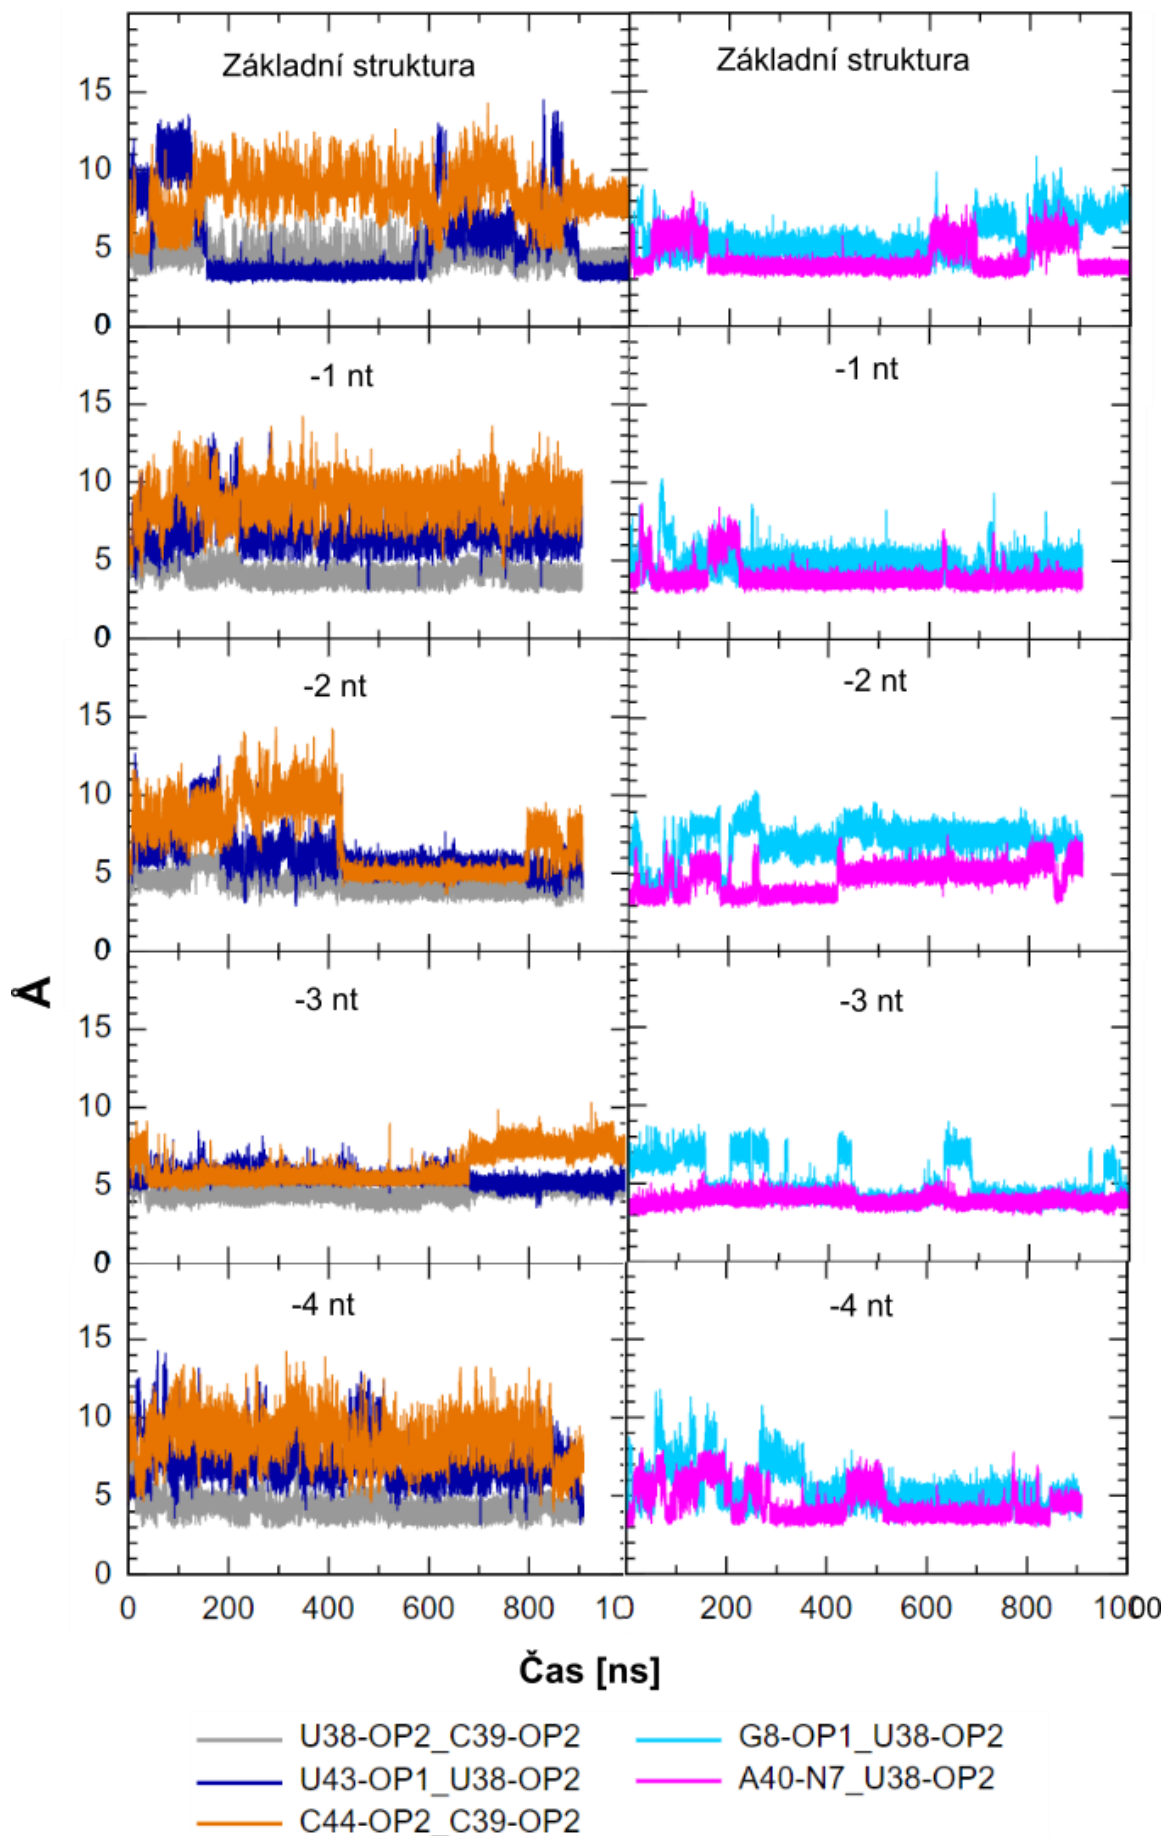 Základní struktura
Základní struktura
15
10
5
0
-1 nt
-1 nt
15
10
5
0
-2 nt
-2 nt
15
10
5
0
Å
-3 nt
-3 nt
15
10
5
0
-4 nt
-4 nt
15
10
5
0
0 200 400 600 800 10 0 200 400 600 800 1000
Čas [ns]
U38-OP2_C39-OP2 G8-OP1_U38-OP2
U43-OP1_U38-OP2 A40-N7_U38-OP2
C44-OP2_C39-OP2